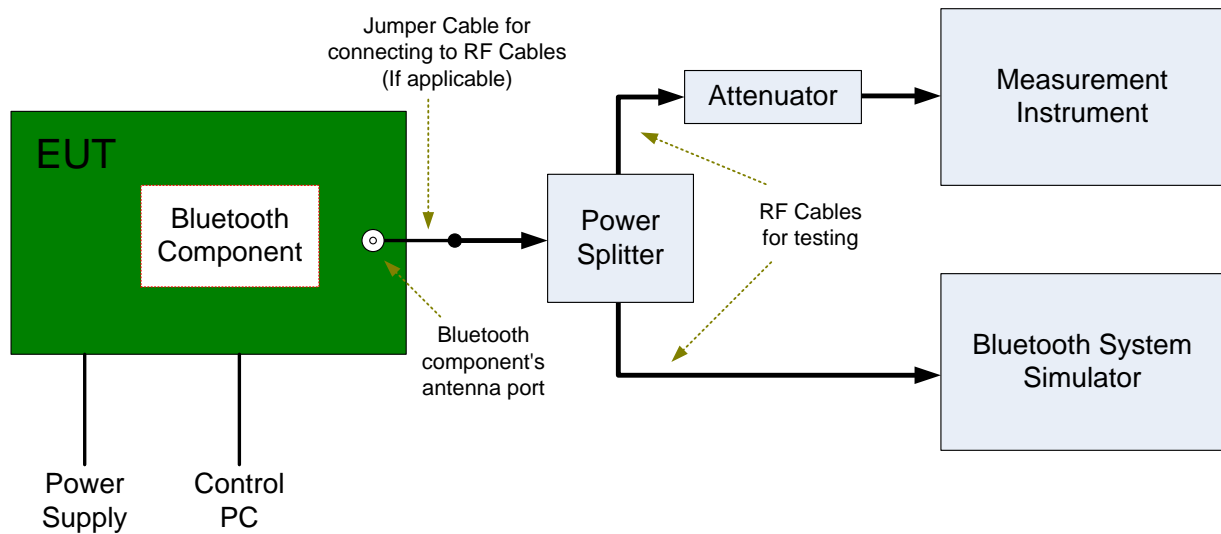 Jumper Cable for
connecting to RF Cables
(If applicable)
EUT
Bluetooth
Component
Bluetooth
component's
antenna port
Power
Supply
Control
PC
Power
Splitter
Attenuator
RF Cables
for testing
Measurement
Instrument
Bluetooth System
Simulator